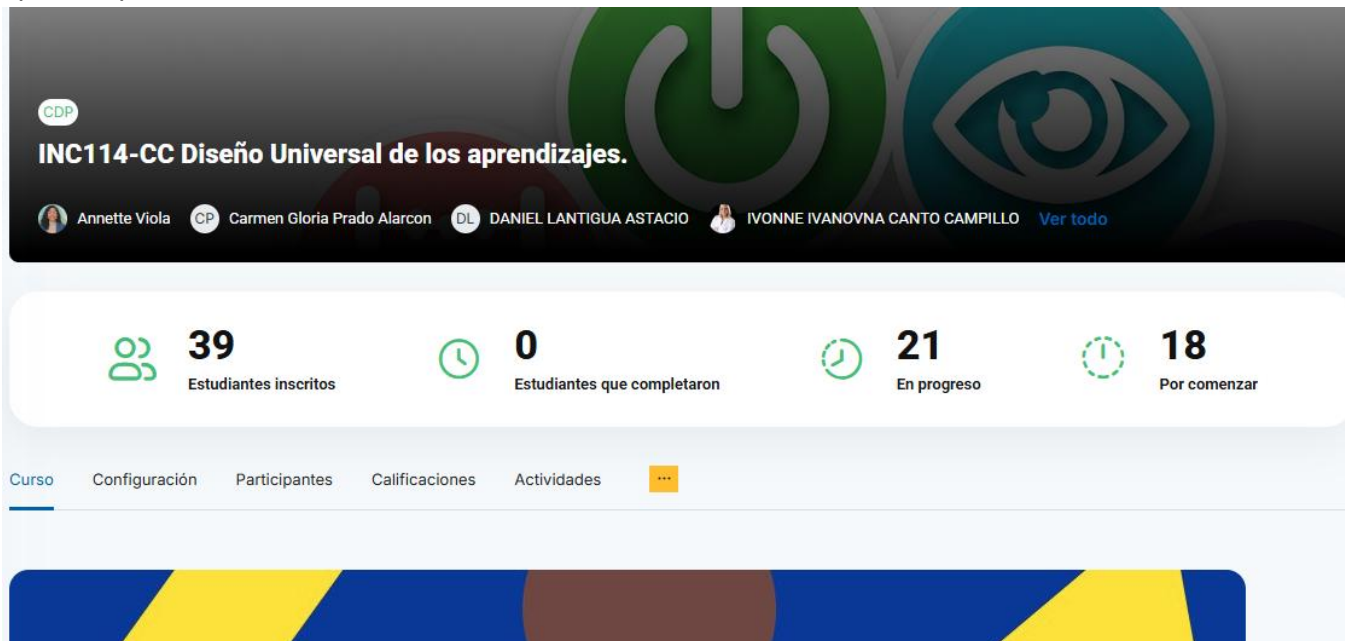 CDP
INC114-CC Diseño Universal de los aprendizajes.
Annette Viola CP Carmen Gloria Prado Alarcon DL DANIEL LANTIGUA ASTACIO IVONNE IVANOVNA CANTO CAMPILLO Ver todo
39 0 21 18
Estudiantes inscritos Estudiantes que completaron En progreso Por comenzar
Curso Configuración Participantes Calificaciones Actividades ...